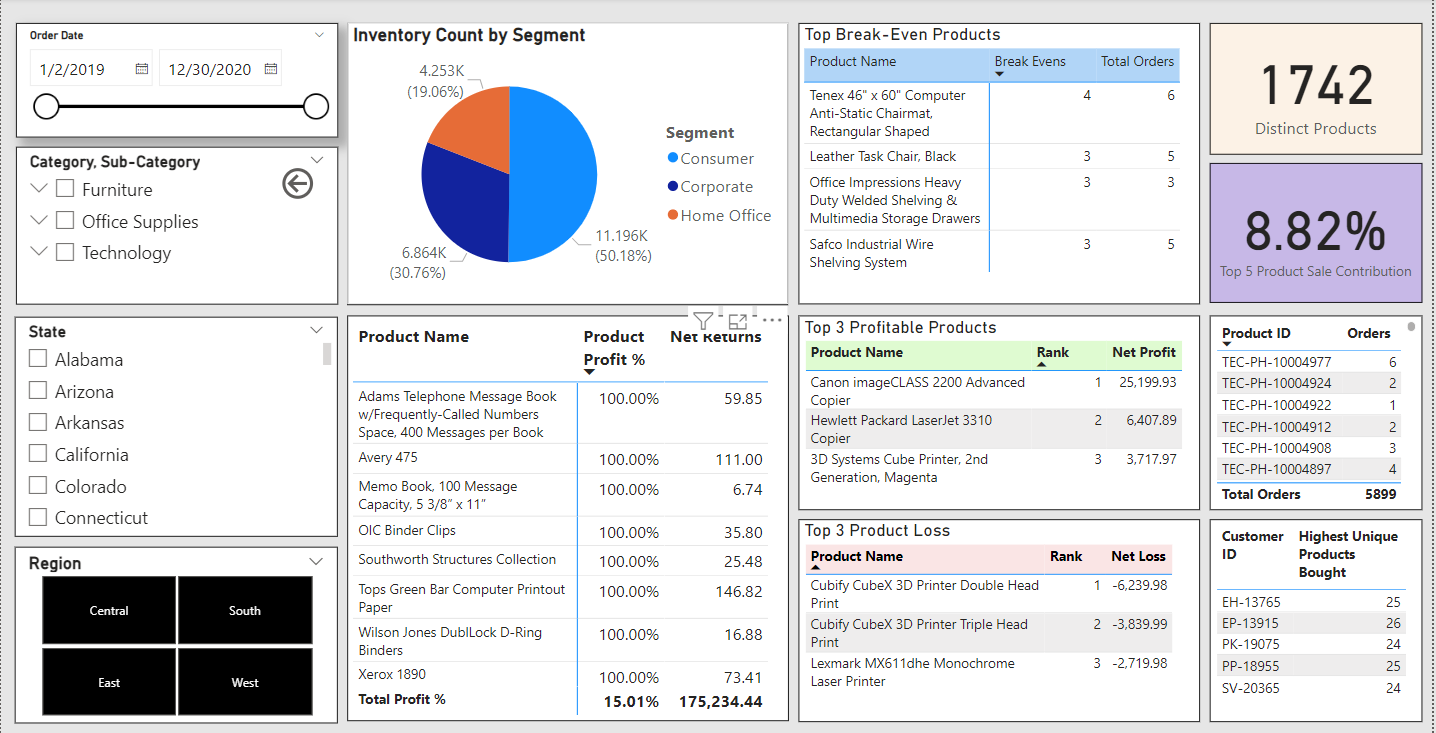 Order Date
1/2/2019
12/30/2020
Category, Sub-Category
Furniture
Office Supplies
Technology
State
Alabama
Arizona
Arkansas
California
Colorado
Connecticut
Region
Central
South
East
West
Inventory Count by Segment
4.253K
(19.06%)
6.864K
(30.76%)
11.196K
(50.18%)
Segment
Consumer
Corporate
Home Office
Product Name
Product
Profit %
Net Returns
Adams Telephone Message Book
w/Frequently-Called Numbers
Space, 400 Messages per Book
100.00%
59.85
Avery 475
100.00%
111.00
Memo Book, 100 Message
Capacity, 5 3/8” x 11”
100.00%
6.74
OIC Binder Clips
100.00%
35.80
Southworth Structures Collection
100.00%
25.48
Tops Green Bar Computer Printout
Paper
100.00%
146.82
Wilson Jones DublLock D-Ring
Binders
100.00%
16.88
Xerox 1890
100.00%
73.41
Total Profit %
15.01%
175,234.44
Top Break-Even Products
Product Name
Break Evens
Total Orders
Tenex 46" x 60" Computer
Anti-Static Chairmat,
Rectangular Shaped
4
6
Leather Task Chair, Black
3
5
Office Impressions Heavy
Duty Welded Shelving &
Multimedia Storage Drawers
3
3
Safco Industrial Wire
Shelving System
3
5
Top 3 Profitable Products
Product Name
Rank
Net Profit
Canon imageCLASS 2200 Advanced
Copier
1
25,199.93
Hewlett Packard LaserJet 3310
Copier
2
6,407.89
3D Systems Cube Printer, 2nd
Generation, Magenta
3
3,717.97
Top 3 Product Loss
Product Name
Rank
Net Loss
Cubify CubeX 3D Printer Double Head
Print
1
-6,239.98
Cubify CubeX 3D Printer Triple Head
Print
2
-3,839.99
Lexmark MX611dhe Monochrome
Laser Printer
3
-2,719.98
1742
Distinct Products
8.82%
Top 5 Product Sale Contribution
Product ID
Orders
TEC-PH-10004977
6
TEC-PH-10004924
2
TEC-PH-10004922
1
TEC-PH-10004912
2
TEC-PH-10004908
3
TEC-PH-10004897
4
Total Orders
5899
Customer
ID
Highest Unique
Products
Bought
EH-13765
25
EP-13915
26
PK-19075
24
PP-18955
25
SV-20365
24